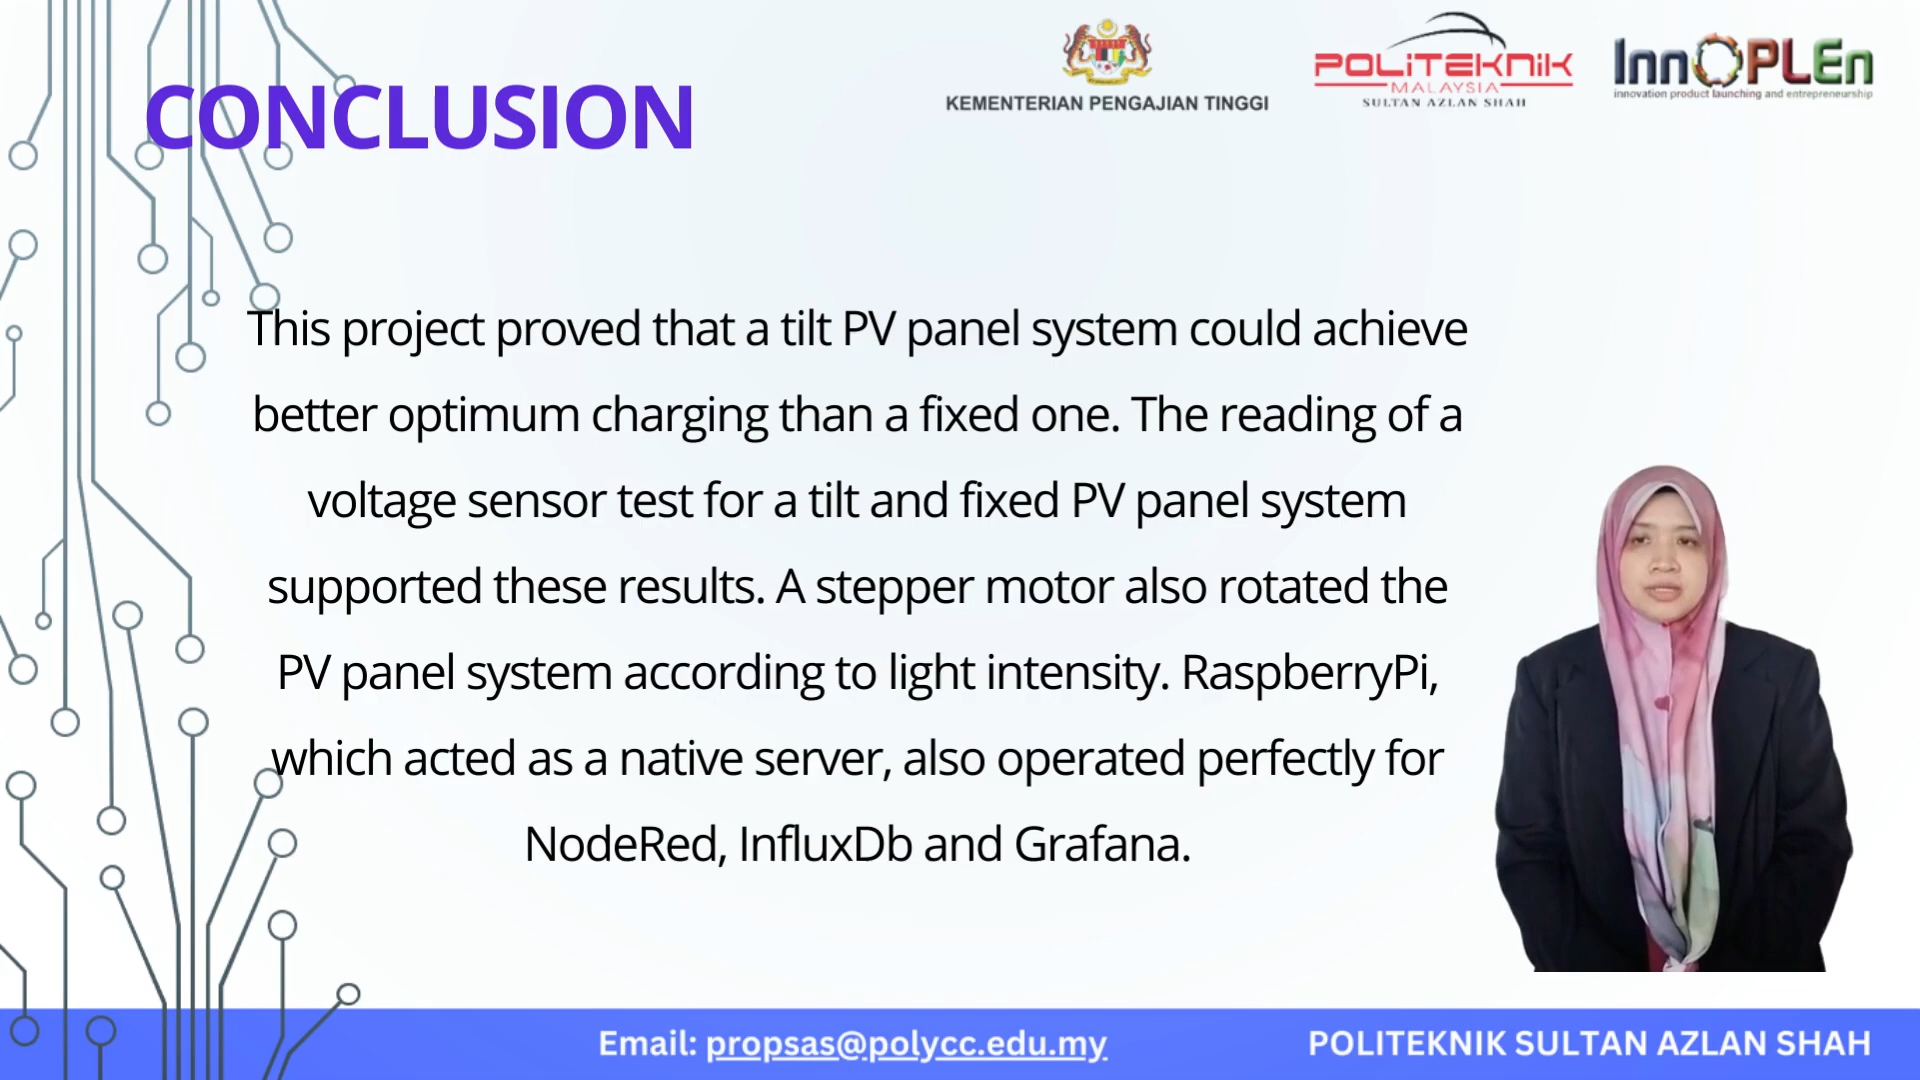 KEMENTERIAN PENGAJIAN TINGGI
POLITEKNIK
MALAYSIA
SULTAN AZLAN SHAH
InnOPLEn
innovation product launching and entrepreneurship
CONCLUSION
This project proved that a tilt PV panel system could achieve
better optimum charging than a fixed one. The reading of a
voltage sensor test for a tilt and fixed PV panel system
supported these results. A stepper motor also rotated the
PV panel system according to light intensity. RaspberryPi,
which acted as a native server, also operated perfectly for
NodeRed, InfluxDb and Grafana.
Email: propsas@polycc.edu.my
POLITEKNIK SULTAN AZLAN SHAH